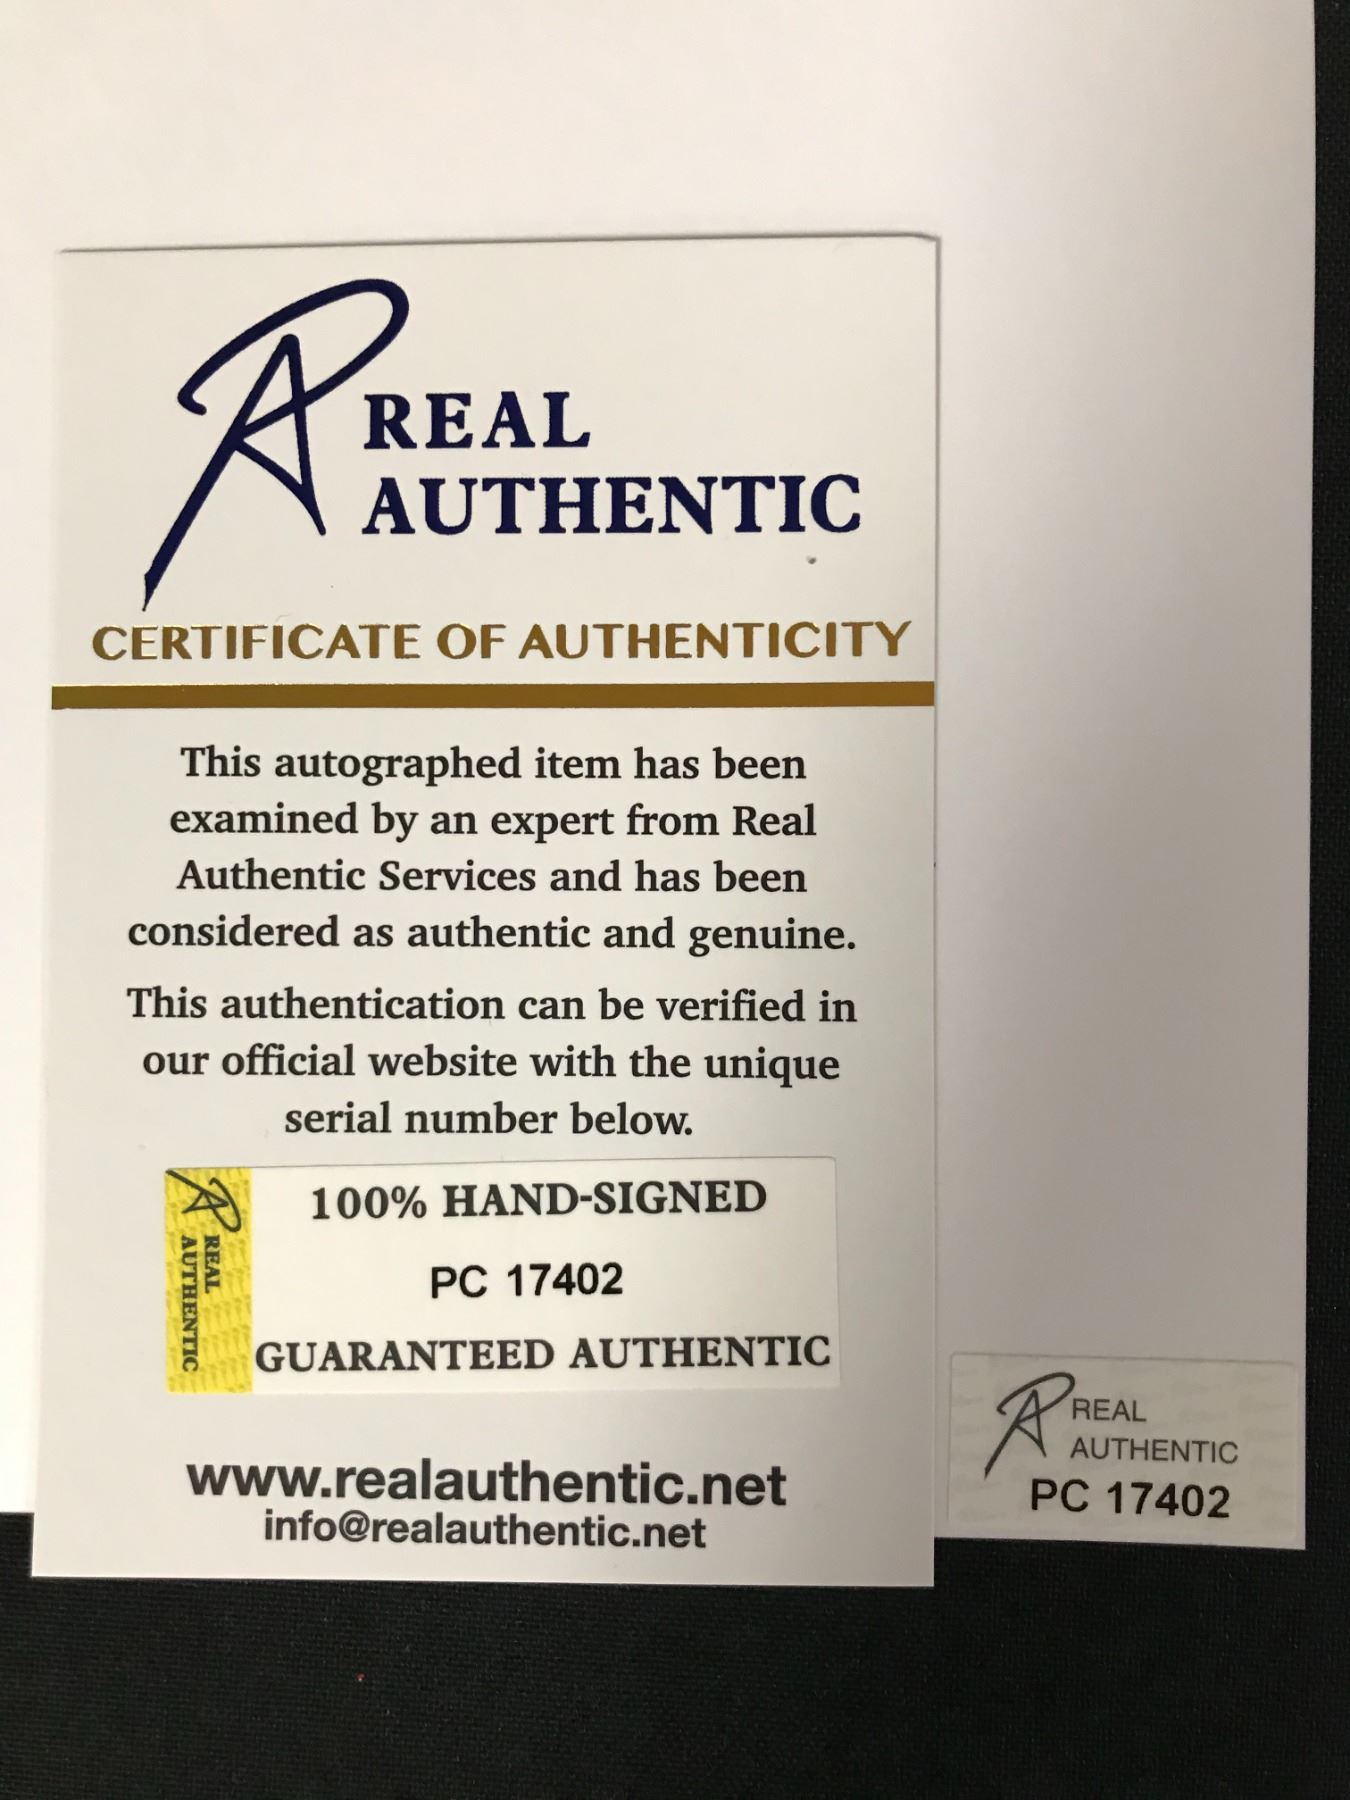 REAL
AUTHENTIC
CERTIFICATE OF AUTHENTICITY
This autographed item has been
examined by an expert from Real
Authentic Services and has been
considered as authentic and genuine.
This authentication can be verified in
our official website with the unique
serial number below.
REAL
AUTHENTIC
100% HAND-SIGNED
PC 17402
GUARANTEED AUTHENTIC
www.realauthentic.net
info@realauthentic.net
REAL
AUTHENTIC
PC 17402